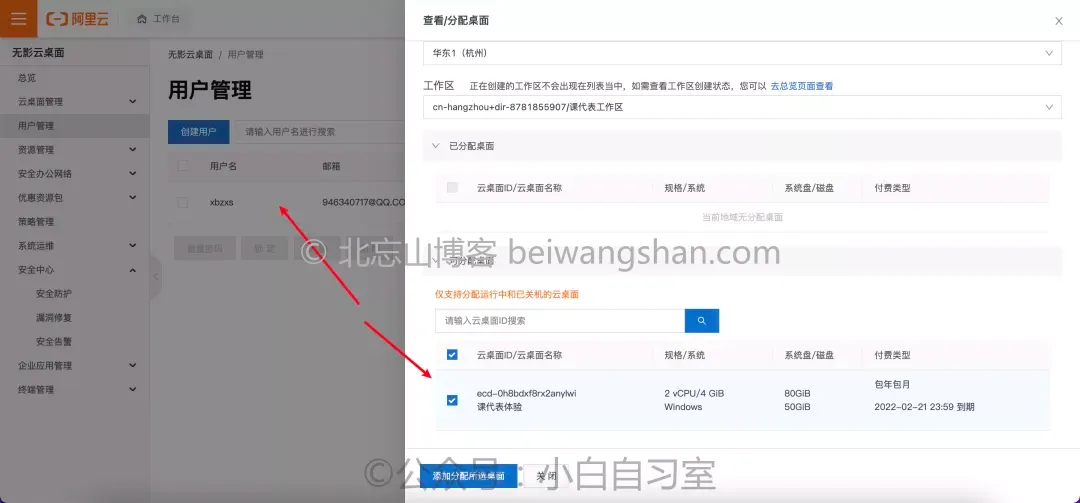 阿里云
工作台
无影云桌面
总览
云桌面管理
用户管理
资源管理
安全办公网络
优惠资源包
策略管理
系统运维
安全中心
安全防护
漏洞修复
安全告警
企业应用管理
终端管理
无影云桌面 / 用户管理
用户管理
创建用户
请输入用户名进行搜索
用户名 邮箱
xbzxs 946340717@QQ.CO
重置密码 锁 定
查看/分配桌面
华东1（杭州）
工作区 正在创建的工作区不会出现在列表当中，如需查看工作区创建状态，您可以 去总览页面查看
cn-hangzhou+dir-8781855907/课代表工作区
已分配桌面
云桌面ID/云桌面名称 规格/系统 系统盘/磁盘 付费类型
当前地域无分配桌面
© 北忘山博客 beiwangshan.com
可分配桌面
仅支持分配运行中和已关机的云桌面
请输入云桌面ID搜索
云桌面ID/云桌面名称 规格/系统 系统盘/磁盘 付费类型
ecd-0h8bdxf8rx2anylwi 2 vCPU/4 GiB 80GiB 包年包月
课代表体验 Windows 50GiB 2022-02-21 23:59 到期
添加分配所选桌面 关 闭
©公众号：小白自习室